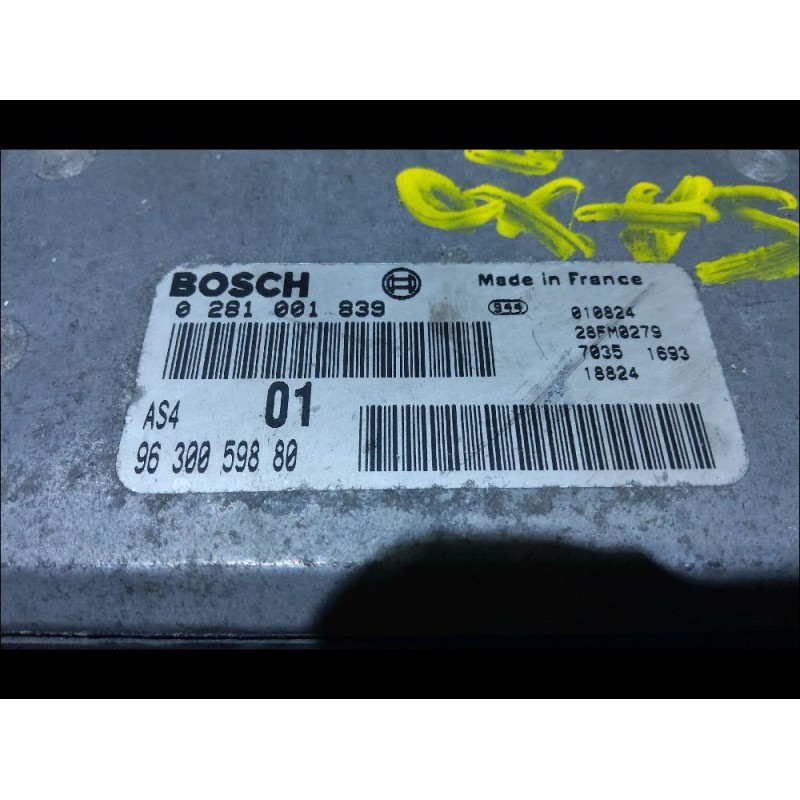 BOSCH
Made in France
0 281 001 839
944
010824
28FM0279
7035 1693
18824
AS4 01
96 300 598 80